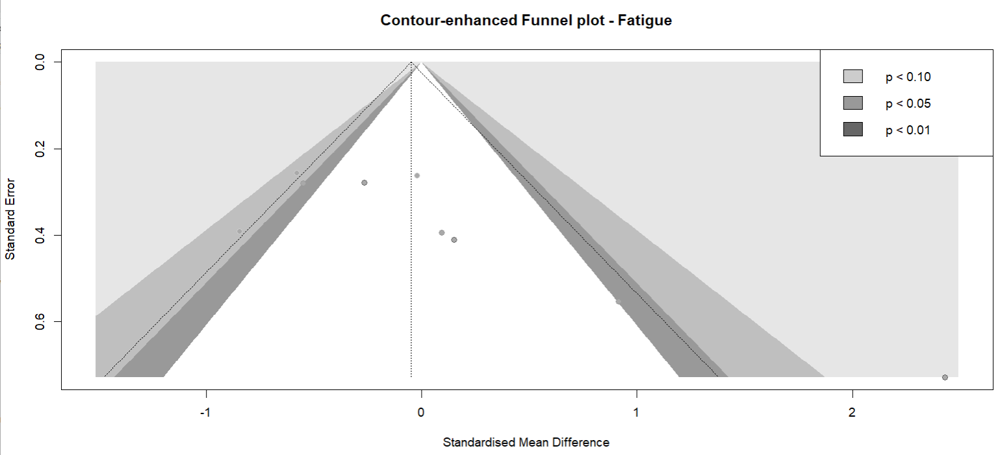 Contour-enhanced Funnel plot - Fatigue
p < 0.10
p < 0.05
p < 0.01
0.0
0.2
0.4
0.6
Standard Error
-1
0
1
2
Standardised Mean Difference